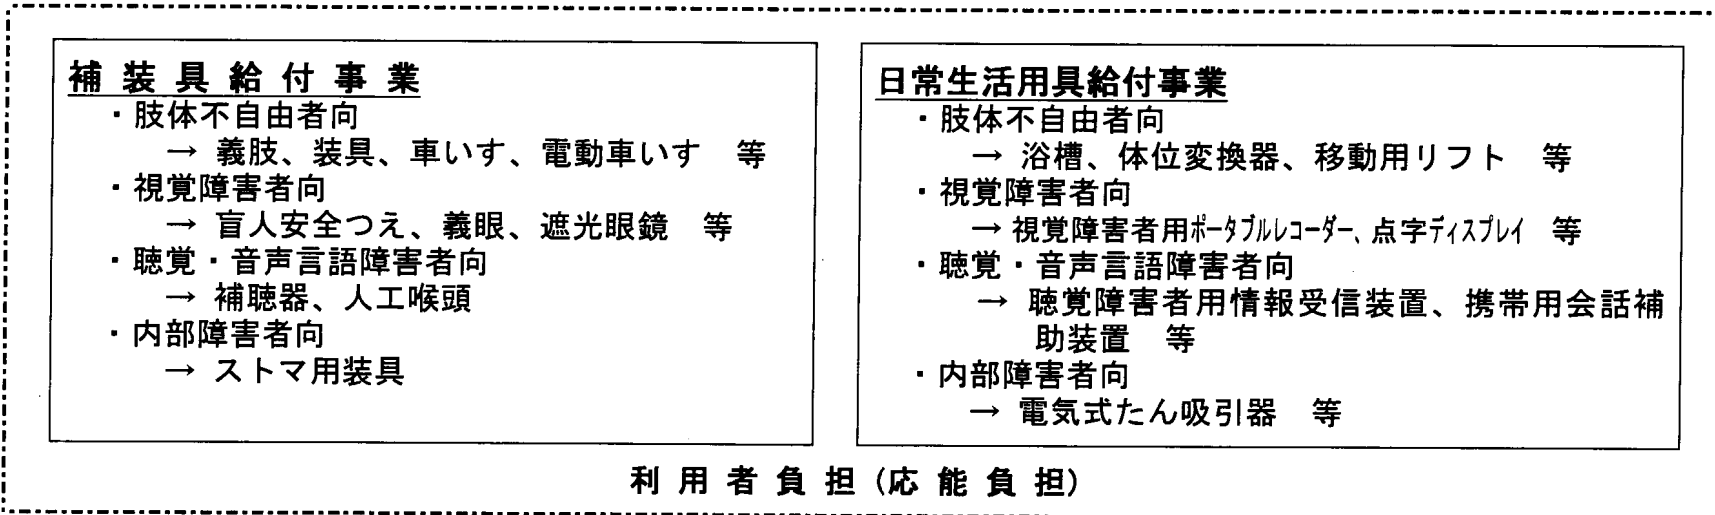 補装具給付事業
・肢体不自由者向
→ 義肢、装具、車いす、電動車いす 等
・視覚障害者向
→ 盲人安全つえ、義眼、遮光眼鏡 等
・聴覚・音声言語障害者向
→ 補聴器、人工喉頭
・内部障害者向
→ ストマ用装具
日常生活用具給付事業
・肢体不自由者向
→ 浴槽、体位変換器、移動用リフト 等
・視覚障害者向
→ 視覚障害者用ﾎﾟｰﾀﾌﾞﾙﾚｺｰﾀﾞｰ、点字ﾃﾞｨｽﾌﾟﾚｲ 等
・聴覚・音声言語障害者向
→ 聴覚障害者用情報受信装置、携帯用会話補
助装置 等
・内部障害者向
→ 電気式たん吸引器 等
利用者負担(応能負担)